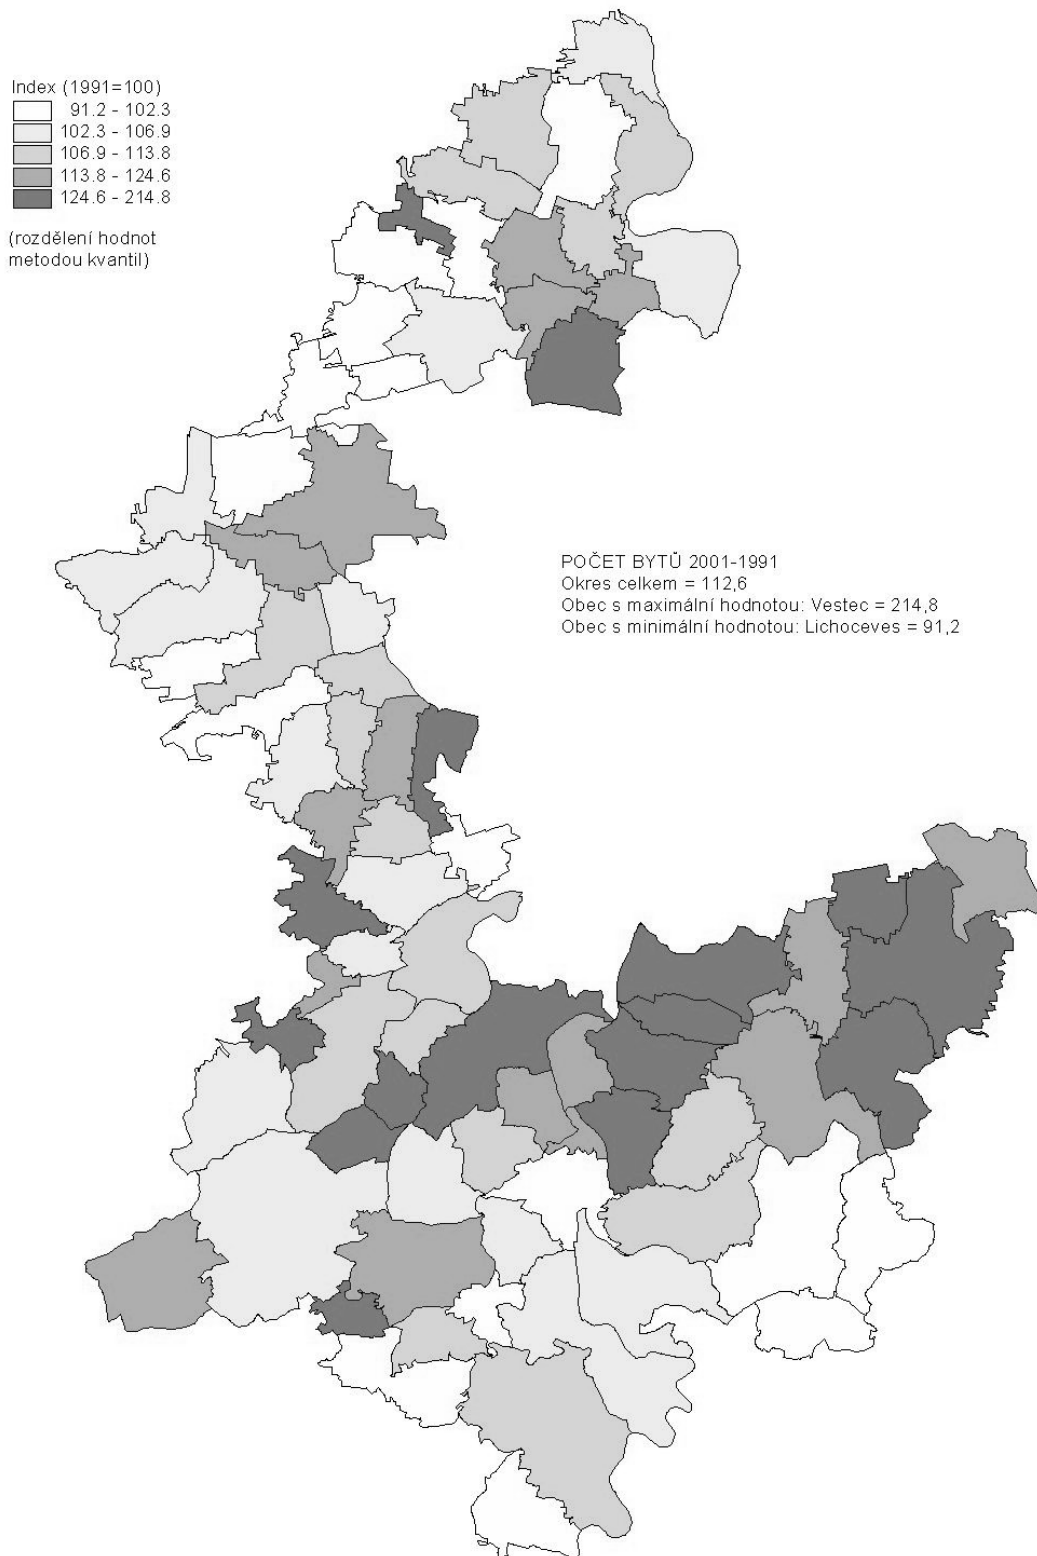 Index (1991=100)
91.2 - 102.3
102.3 - 106.9
106.9 - 113.8
113.8 - 124.6
124.6 - 214.8
(rozdělení hodnot
metodou kvantil)
POČET BYTŮ 2001-1991
Okres celkem = 112,6
Obec s maximální hodnotou: Vestec = 214,8
Obec s minimální hodnotou: Lichoceves = 91,2